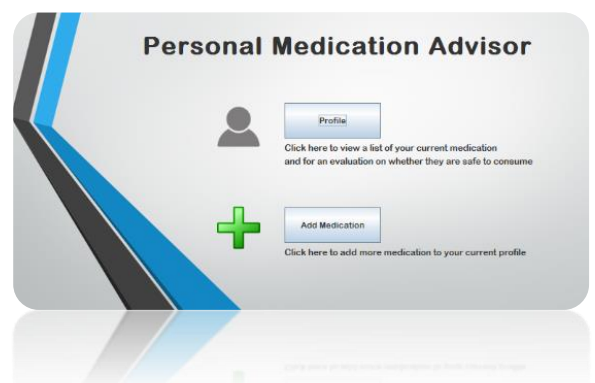 Personal Medication Advisor
Profile
Click here to view a list of your current medication
and for an evaluation on whether they are safe to consume
Add Medication
Click here to add more medication to your current profile